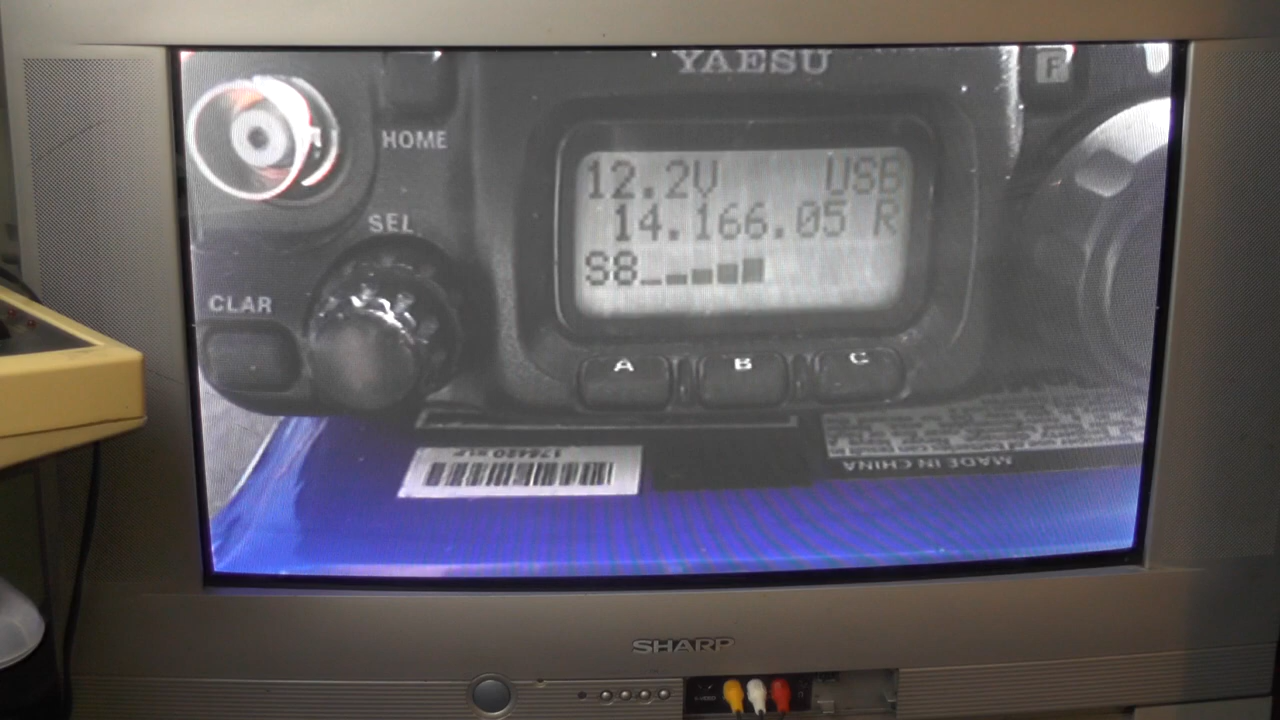 YAESU
F
HOME
12.2V USB
14.166.05 R
SEL
S8
CLAR
A B C
MADE IN CHINA
SHARP